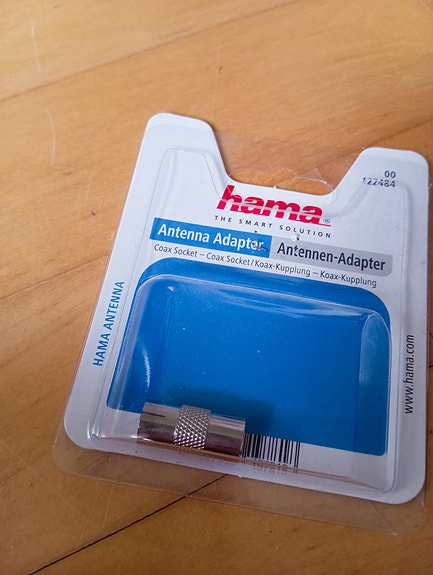 00
122484
hama®
THE SMART SOLUTION
Antenna Adapter Antennen-Adapter
Coax Socket – Coax Socket/Koax-Kupplung – Koax-Kupplung
HAMA ANTENNA
www.hama.com